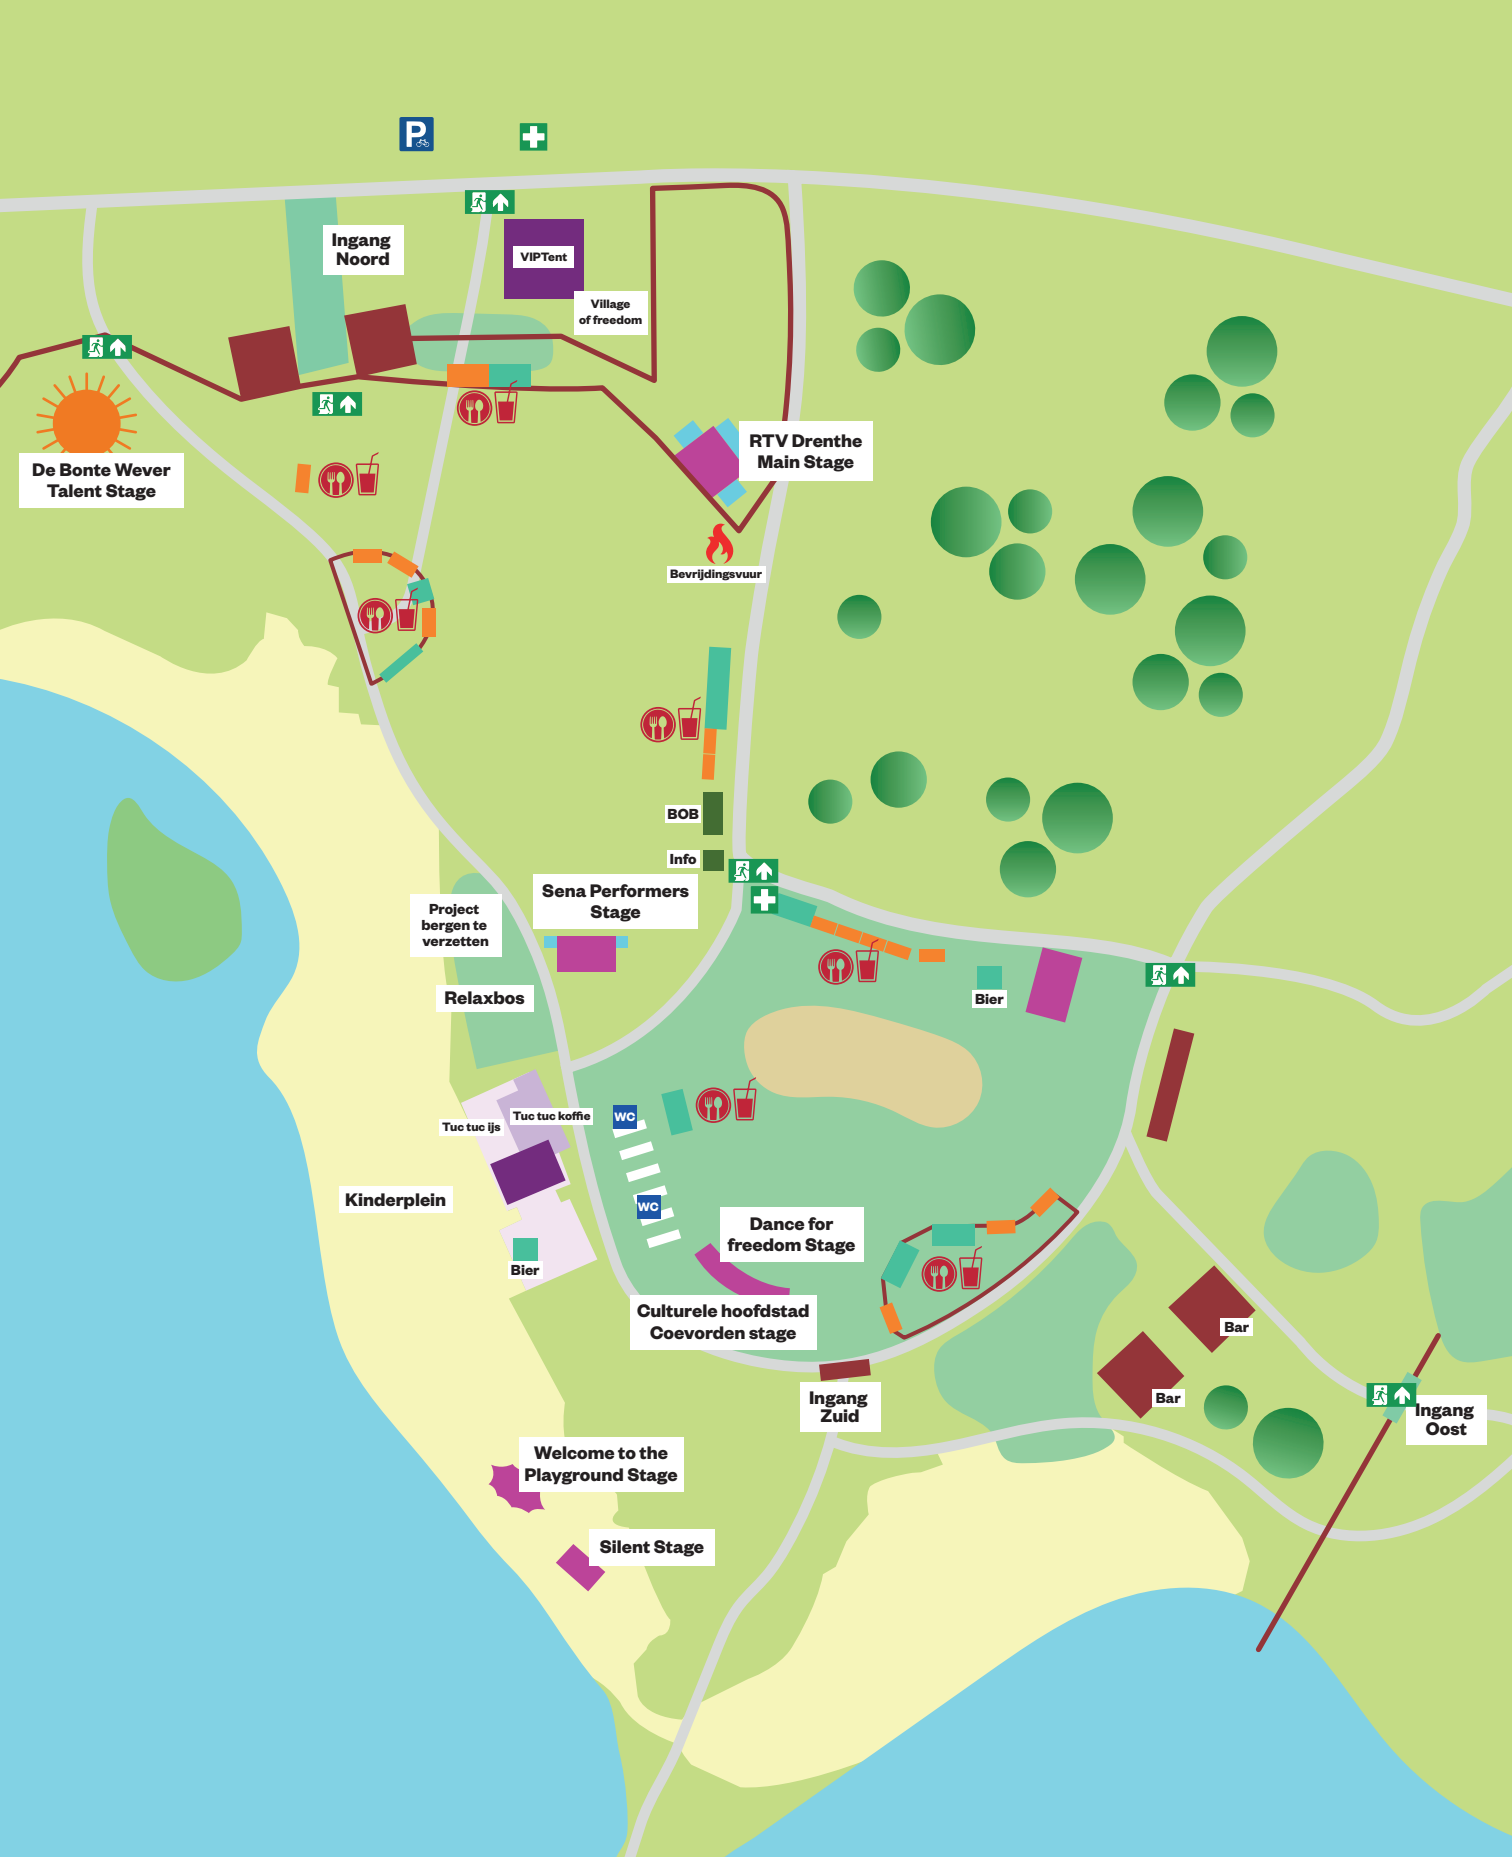 P
Ingang
Noord
VIPTent
Village
of freedom
De Bonte Wever
Talent Stage
RTV Drenthe
Main Stage
Bevrijdingsvuur
BOB
Info
Sena Performers
Stage
Project
bergen te
verzetten
Relaxbos
Bier
Tuc tuc koffie
Tuc tuc ijs
WC
Kinderplein
WC
Bier
Dance for
freedom Stage
Culturele hoofdstad
Coevorden stage
Bar
Bar
Ingang
Zuid
Ingang
Oost
Welcome to the
Playground Stage
Silent Stage